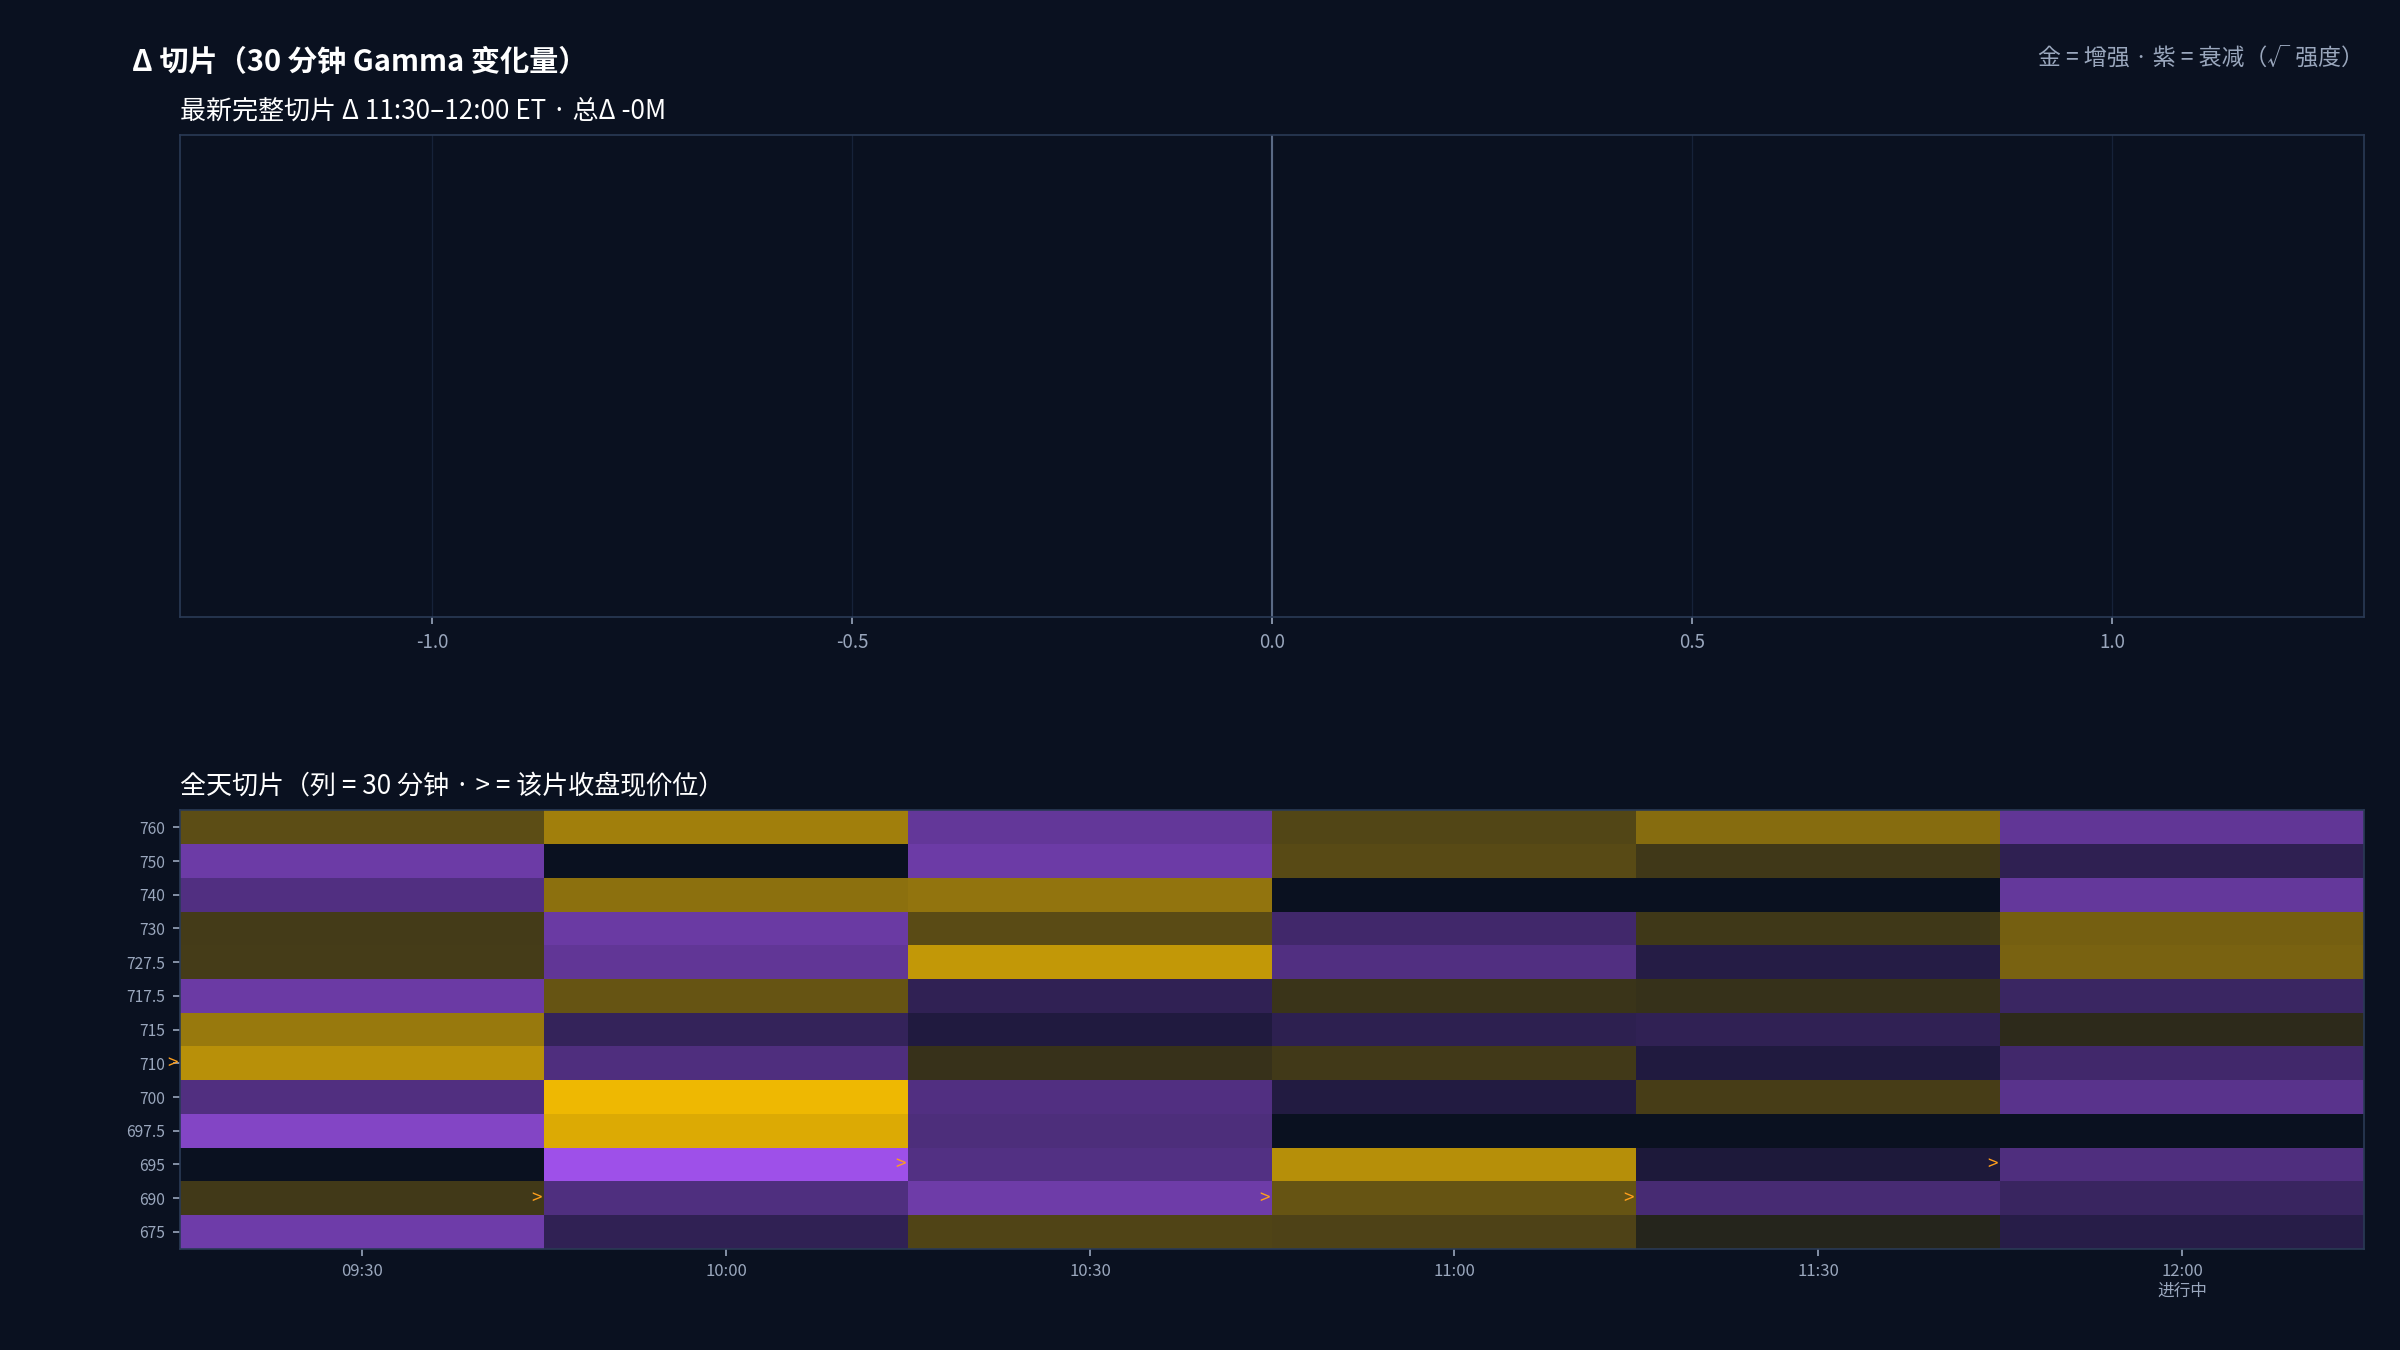 Δ 切片（30 分钟 Gamma 变化量）
金 = 增强 · 紫 = 衰减（√ 强度）
最新完整切片 Δ 11:30–12:00 ET · 总Δ -0M
-1.0 -0.5 0.0 0.5 1.0
全天切片（列 = 30 分钟 · > = 该片收盘现价位）
760
750
740
730
727.5
717.5
715
710 >
700
697.5
695 > >
690 > > >
675
09:30 10:00 10:30 11:00 11:30 12:00
进行中